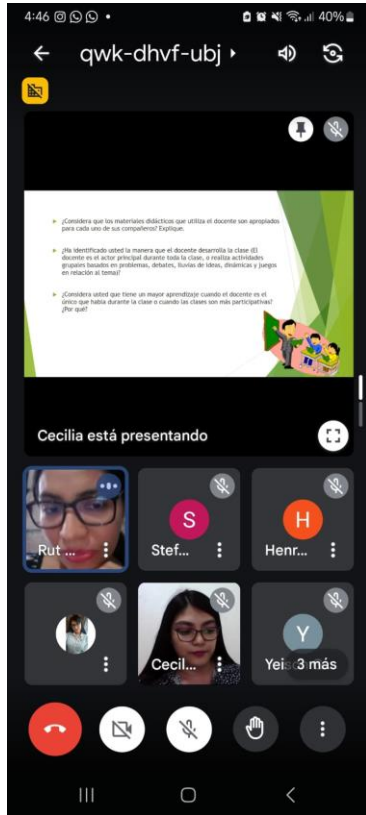 4:46
40%
qwk-dhvf-ubj
¿Considera que los materiales didácticos que utiliza el docente son apropiados
para cada uno de sus compañeros? Explique.
¿Ha identificado usted la manera que el docente desarrolla la clase (El
docente es el actor principal durante toda la clase, o realiza actividades
grupales basados en problemas, debates, lluvias de ideas, dinámicas y juegos
en relación al tema)?
¿Considera usted que tiene un mayor aprendizaje cuando el docente es el
único que habla durante la clase o cuando las clases son más participativas?
¿Por qué?
Cecilia está presentando
Rut ...
S
Stef...
H
Henr...
Cecil...
Y
Yeis
3 más